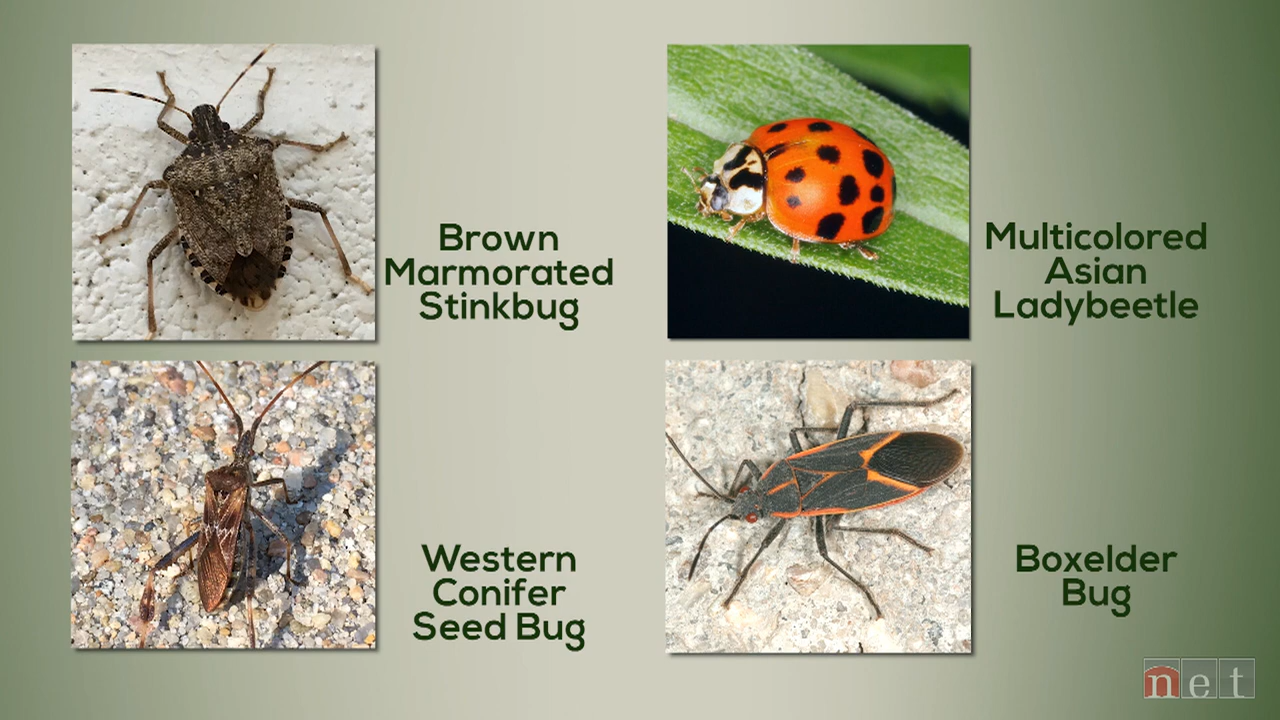 Brown
Marmorated
Stinkbug
Multicolored
Asian
Ladybeetle
Western
Conifer
Seed Bug
Boxelder
Bug
net